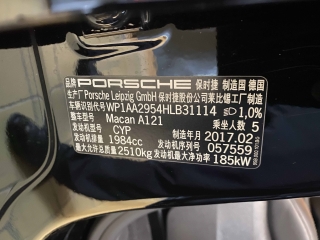 品牌 PORSCHE 保时捷 制造国 德国
生产厂 Porsche Leipzig GmbH 保时捷股份公司莱比锡工厂制造
车辆识别代号 WP1AA2954HLB31114 1,0%
整车型号 Macan A121 乘坐人数 5
发动机型号 CYP 制造年月 2017.02
发动机排量 1984cc 发动机序列号 057559
最大允许总质量 2510kg 发动机最大净功率 185kW